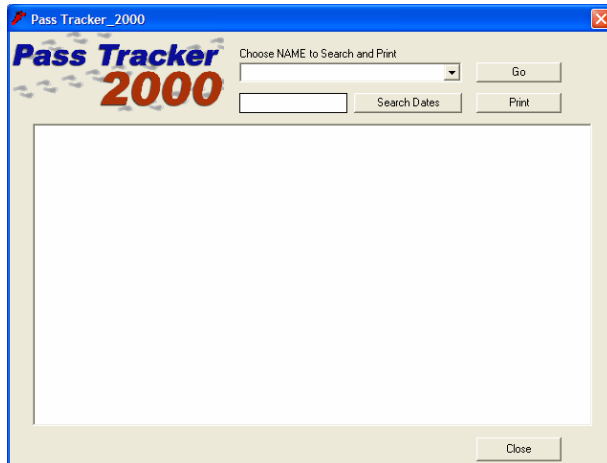 Pass Tracker_2000
Pass Tracker
2000
Choose NAME to Search and Print
Go
Search Dates
Print
Close